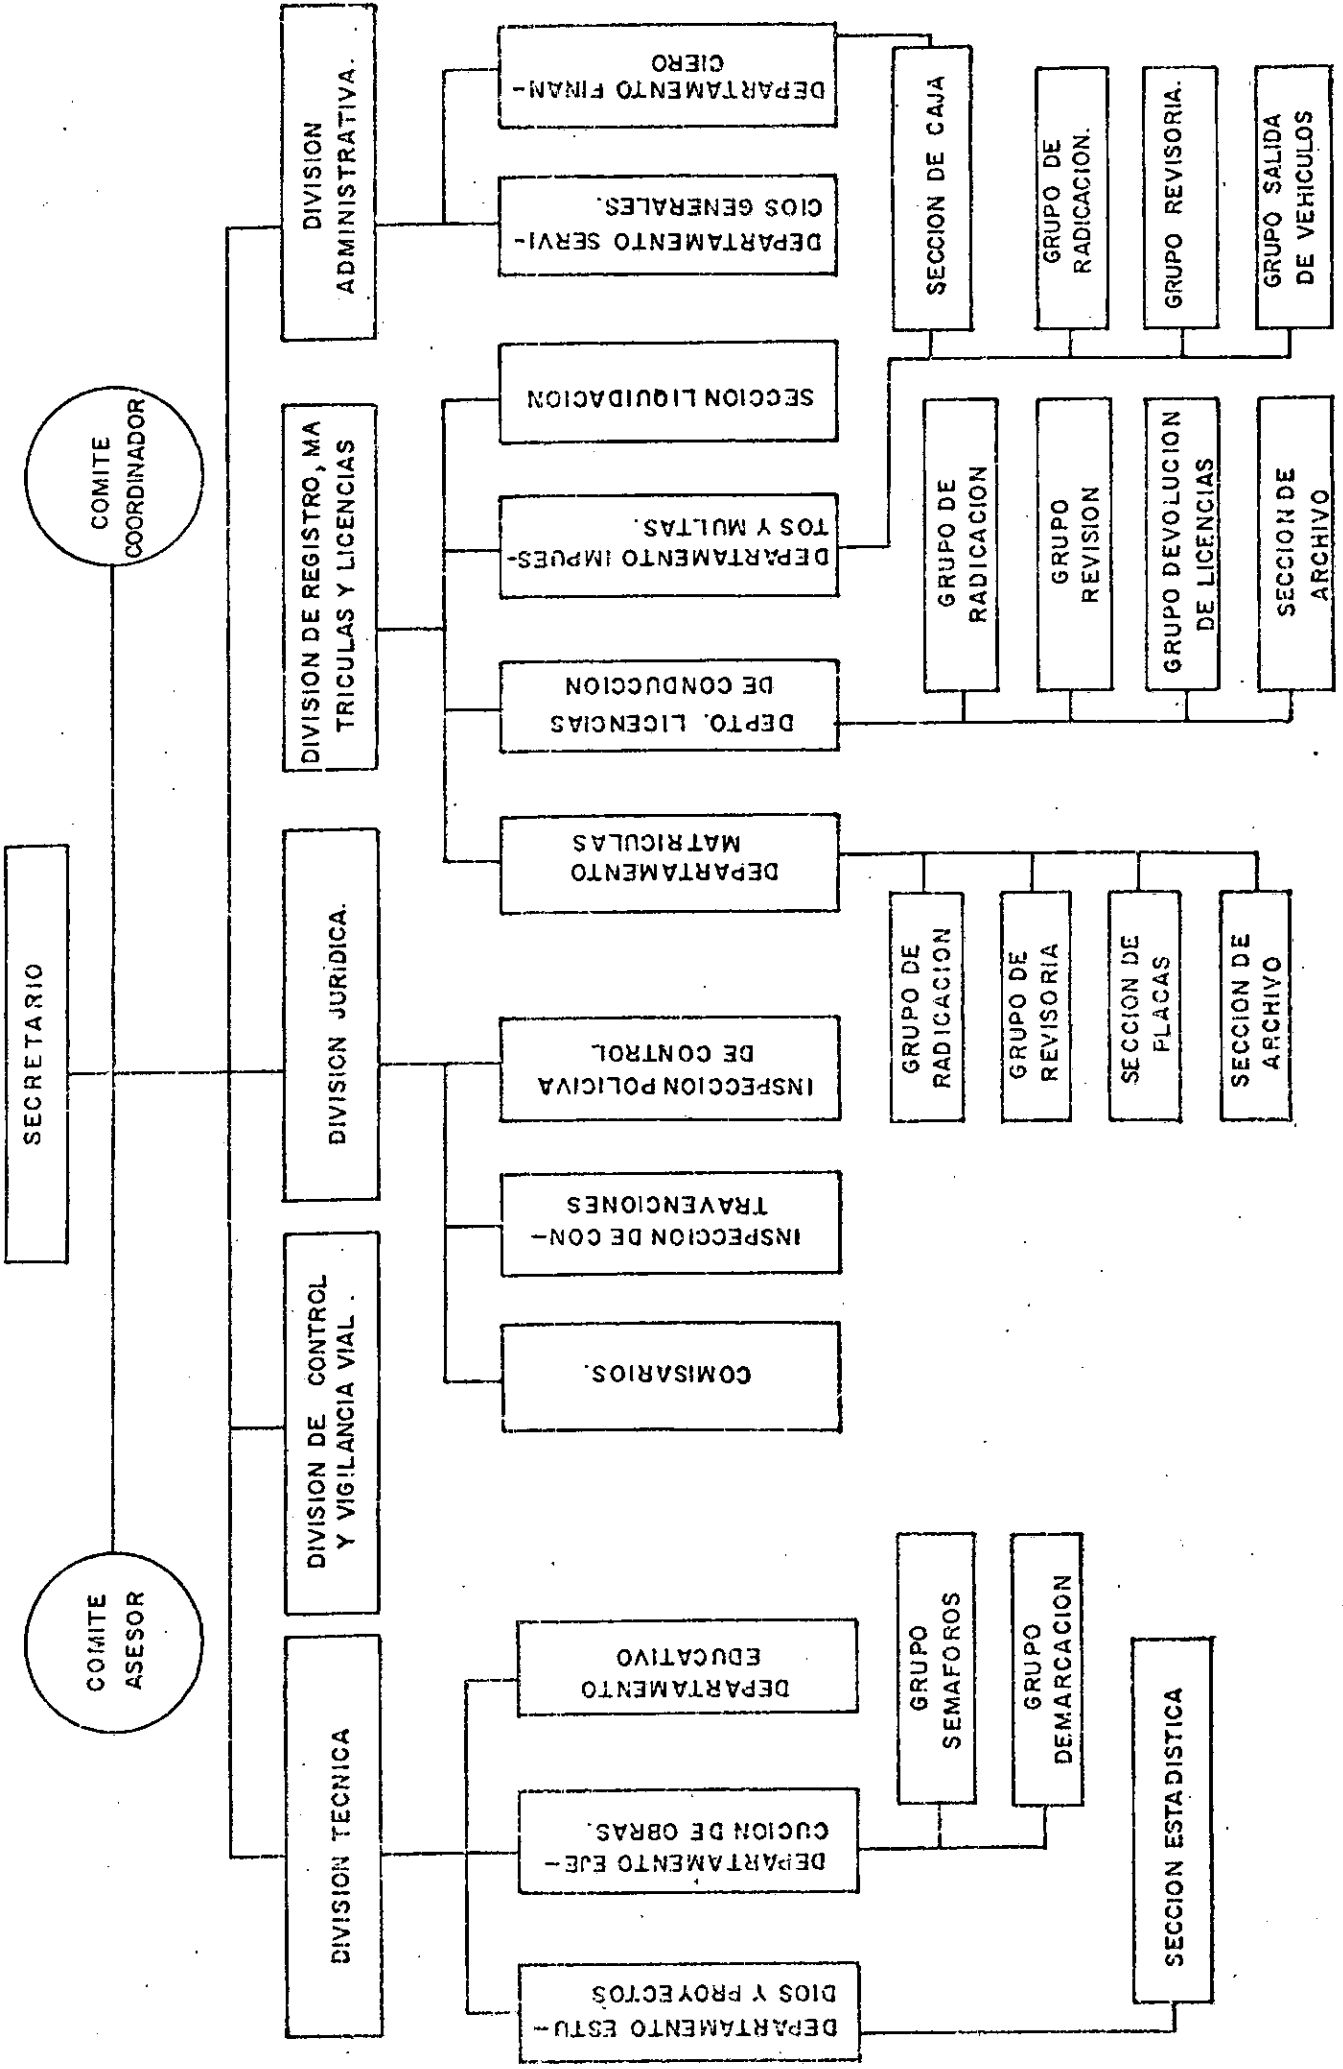 SECRETARIO
COMITE
ASESOR
COMITE
COORDINADOR
DIVISION TECNICA
DIVISION DE CONTROL
Y VIGILANCIA VIAL .
DIVISION JURIDICA.
DIVISION DE REGISTRO, MA
TRICULAS Y LICENCIAS
DIVISION
ADMINISTRATIVA.
DEPARTAMENTO ESTU-
DIOS Y PROYECTOS
DEPARTAMENTO EJE-
CUCION DE OBRAS.
DEPARTAMENTO
EDUCATIVO
COMISARIOS.
INSPECCION DE CON-
TRAVENCIONES
INSPECCION POLICIVA
DE CONTROL
DEPARTAMENTO
MATRICULAS
DEPTO. LICENCIAS
DE CONDUCCION
DEPARTAMENTO IMPUES-
TOS Y MULTAS.
SECCION LIQUIDACION
DEPARTAMENTO SERVI-
CIOS GENERALES.
DEPARTAMENTO FINAN-
CIERO
GRUPO
SEMAFOROS
GRUPO
DEMARCACION
SECCION ESTADISTICA
GRUPO DE
RADICACION
GRUPO DE
REVISORIA
SECCION DE
PLACAS
SECCION DE
ARCHIVO
GRUPO DE
RADICACION
GRUPO
REVISION
GRUPO DEVOLUCION
DE LICENCIAS
SECCION DE
ARCHIVO
SECCION DE CAJA
GRUPO DE
RADICACION.
GRUPO REVISORIA.
GRUPO SALIDA
DE VEHICULOS